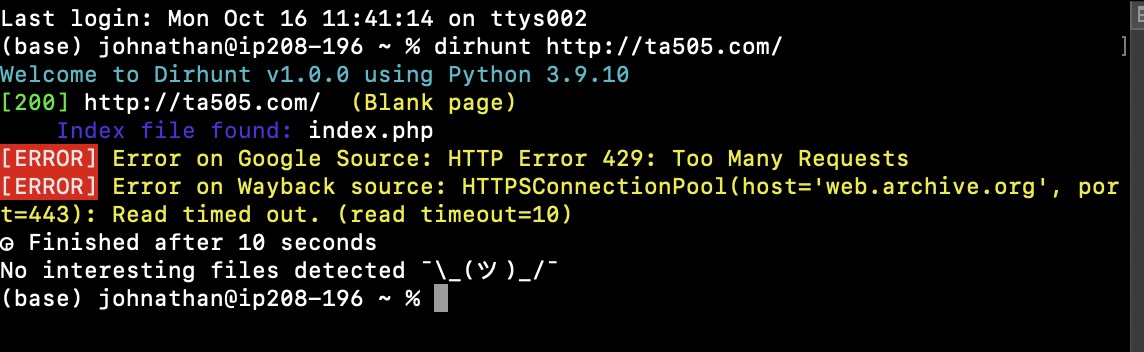 Last login: Mon Oct 16 11:41:14 on ttys002
(base) johnathan@ip208-196 ~ % dirhunt http://ta505.com/ ]
Welcome to Dirhunt v1.0.0 using Python 3.9.10
[200] http://ta505.com/  (Blank page)
    Index file found: index.php
[ERROR] Error on Google Source: HTTP Error 429: Too Many Requests
[ERROR] Error on Wayback source: HTTPSConnectionPool(host='web.archive.org', por
t=443): Read timed out. (read timeout=10)
◶ Finished after 10 seconds
No interesting files detected ¯\_(ツ)_/¯
(base) johnathan@ip208-196 ~ %